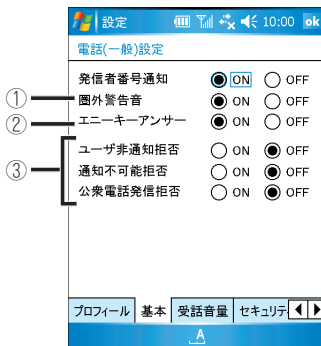 設定 10:00 ok
電話(一般)設定
発信者番号通知 ON OFF
① 圏外警告音 ON OFF
② エニーキーアンサー ON OFF
③ ユーザ非通知拒否 ON OFF
通知不可能拒否 ON OFF
公衆電話発信拒否 ON OFF
プロフィール 基本 受話音量 セキュリテ
A